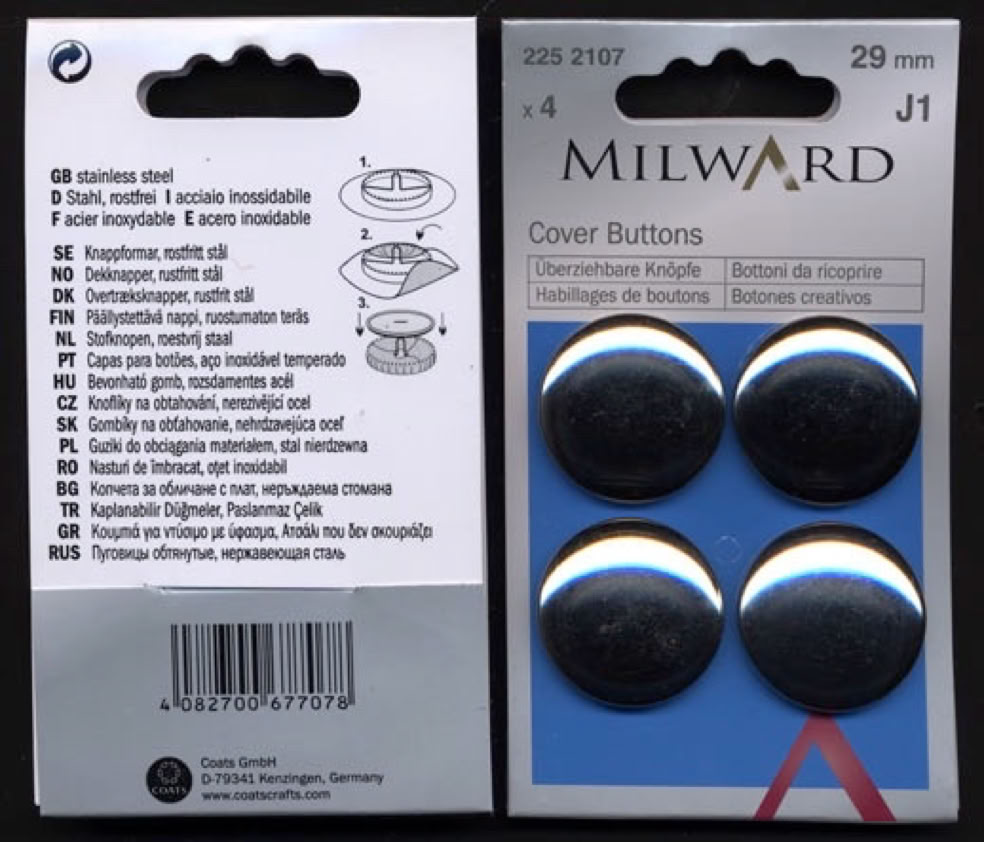 GB stainless steel
D Stahl, rostfrei I acciaio inossidabile
F acier inoxydable E acero inoxidable
SE Knappformar, rostfritt stål
NO Dekknapper, rustfritt stål
DK Overtræksknapper, rustfrit stål
FIN Päällystettävä nappi, ruostumaton teräs
NL Stofknopen, roestvrij staal
PT Capas para botões, aço inoxidável temperado
HU Bevonható gomb, rozsdamentes acél
CZ Knoflíky na obtahování, nerezivějící ocel
SK Gombíky na obťahovanie, nehrdzavejúca oceľ
PL Guziki do obciągania materiałem, stal nierdzewna
RO Nasturi de îmbracat, oțet inoxidabil
BG Копчета за обличане с плат, неръждаема стомана
TR Kaplanabilir Düğmeler, Paslanmaz Çelik
GR Κουμπιά για ντύσιμο με ύφασμα, Ατσάλι που δεν σκουριάζει
RUS Пуговицы обтянутые, нержавеющая сталь
1.
2.
3.
4 082700 677078
COATS
Coats GmbH
D-79341 Kenzingen, Germany
www.coatscrafts.com
225 2107 29 mm
x 4 J1
MILWARD
Cover Buttons
Überziehbare Knöpfe Bottoni da ricoprire
Habillages de boutons Botones creativos